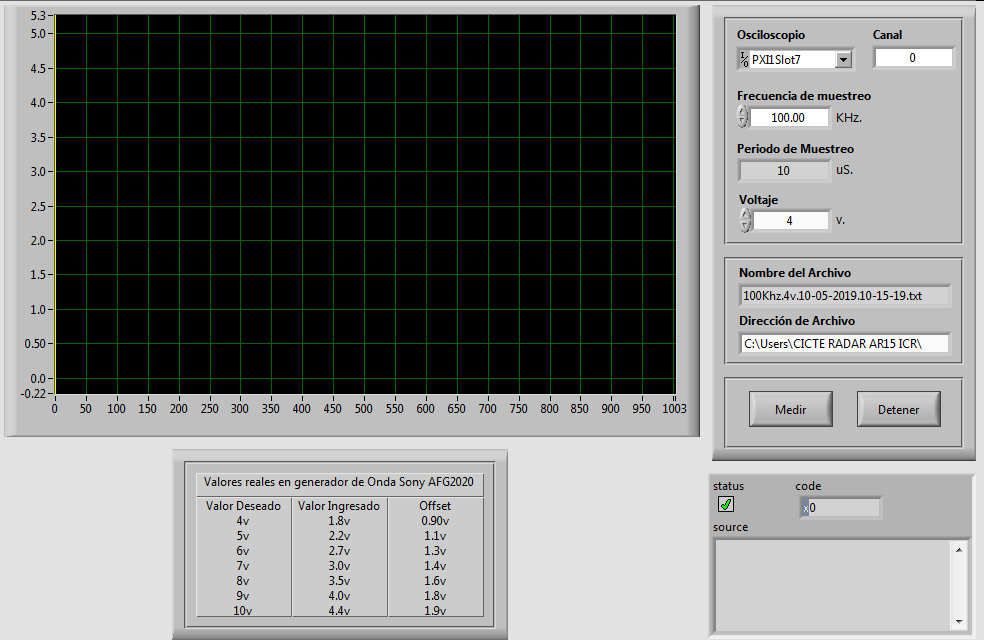 5.3
5.0
4.5
4.0
3.5
3.0
2.5
2.0
1.5
1.0
0.50
0.0
-0.22
0 50 100 150 200 250 300 350 400 450 500 550 600 650 700 750 800 850 900 950 1003
Osciloscopio Canal
I/O PXI1Slot7 0
Frecuencia de muestreo
100.00 KHz.
Periodo de Muestreo
10 uS.
Voltaje
4 v.
Nombre del Archivo
100Khz.4v.10-05-2019.10-15-19.txt
Dirección de Archivo
C:\Users\CICTE RADAR AR15 ICR\
Medir Detener
Valores reales en generador de Onda Sony AFG2020
Valor Deseado Valor Ingresado Offset
4v 1.8v 0.90v
5v 2.2v 1.1v
6v 2.7v 1.3v
7v 3.0v 1.4v
8v 3.5v 1.6v
9v 4.0v 1.8v
10v 4.4v 1.9v
status code
x0
source